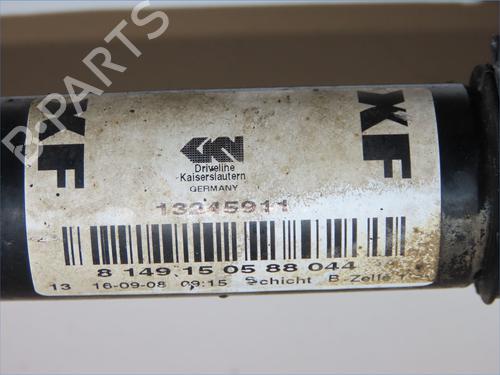 XF
XF
GKN
Driveline
Kaiserslautern
GERMANY
13245911
8 149 15 05 88 044
13 16-09-08 09:15 Schicht B-Zelle
B-PARTS